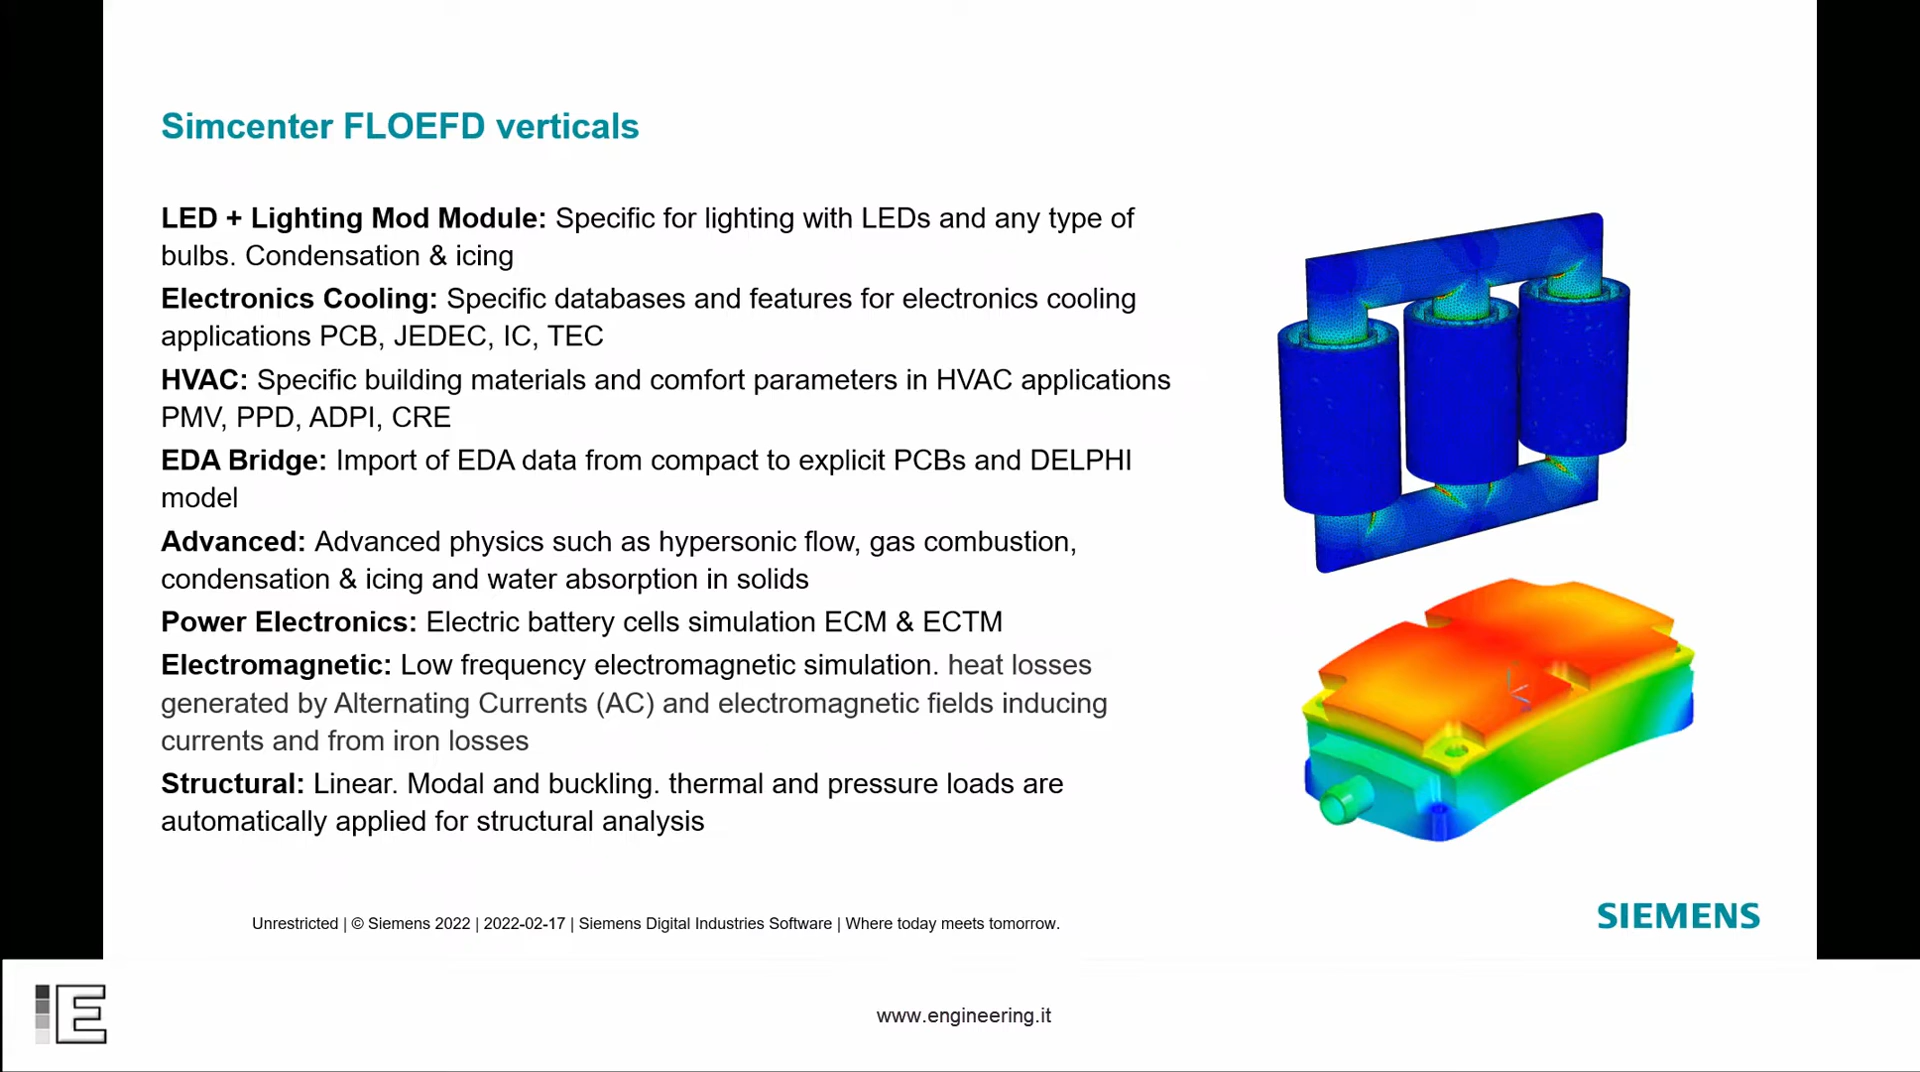 Simcenter FLOEFD verticals
LED + Lighting Mod Module: Specific for lighting with LEDs and any type of
bulbs. Condensation & icing
Electronics Cooling: Specific databases and features for electronics cooling
applications PCB, JEDEC, IC, TEC
HVAC: Specific building materials and comfort parameters in HVAC applications
PMV, PPD, ADPI, CRE
EDA Bridge: Import of EDA data from compact to explicit PCBs and DELPHI
model
Advanced: Advanced physics such as hypersonic flow, gas combustion,
condensation & icing and water absorption in solids
Power Electronics: Electric battery cells simulation ECM & ECTM
Electromagnetic: Low frequency electromagnetic simulation. heat losses
generated by Alternating Currents (AC) and electromagnetic fields inducing
currents and from iron losses
Structural: Linear. Modal and buckling. thermal and pressure loads are
automatically applied for structural analysis
Unrestricted | © Siemens 2022 | 2022-02-17 | Siemens Digital Industries Software | Where today meets tomorrow.
SIEMENS
iE
www.engineering.it